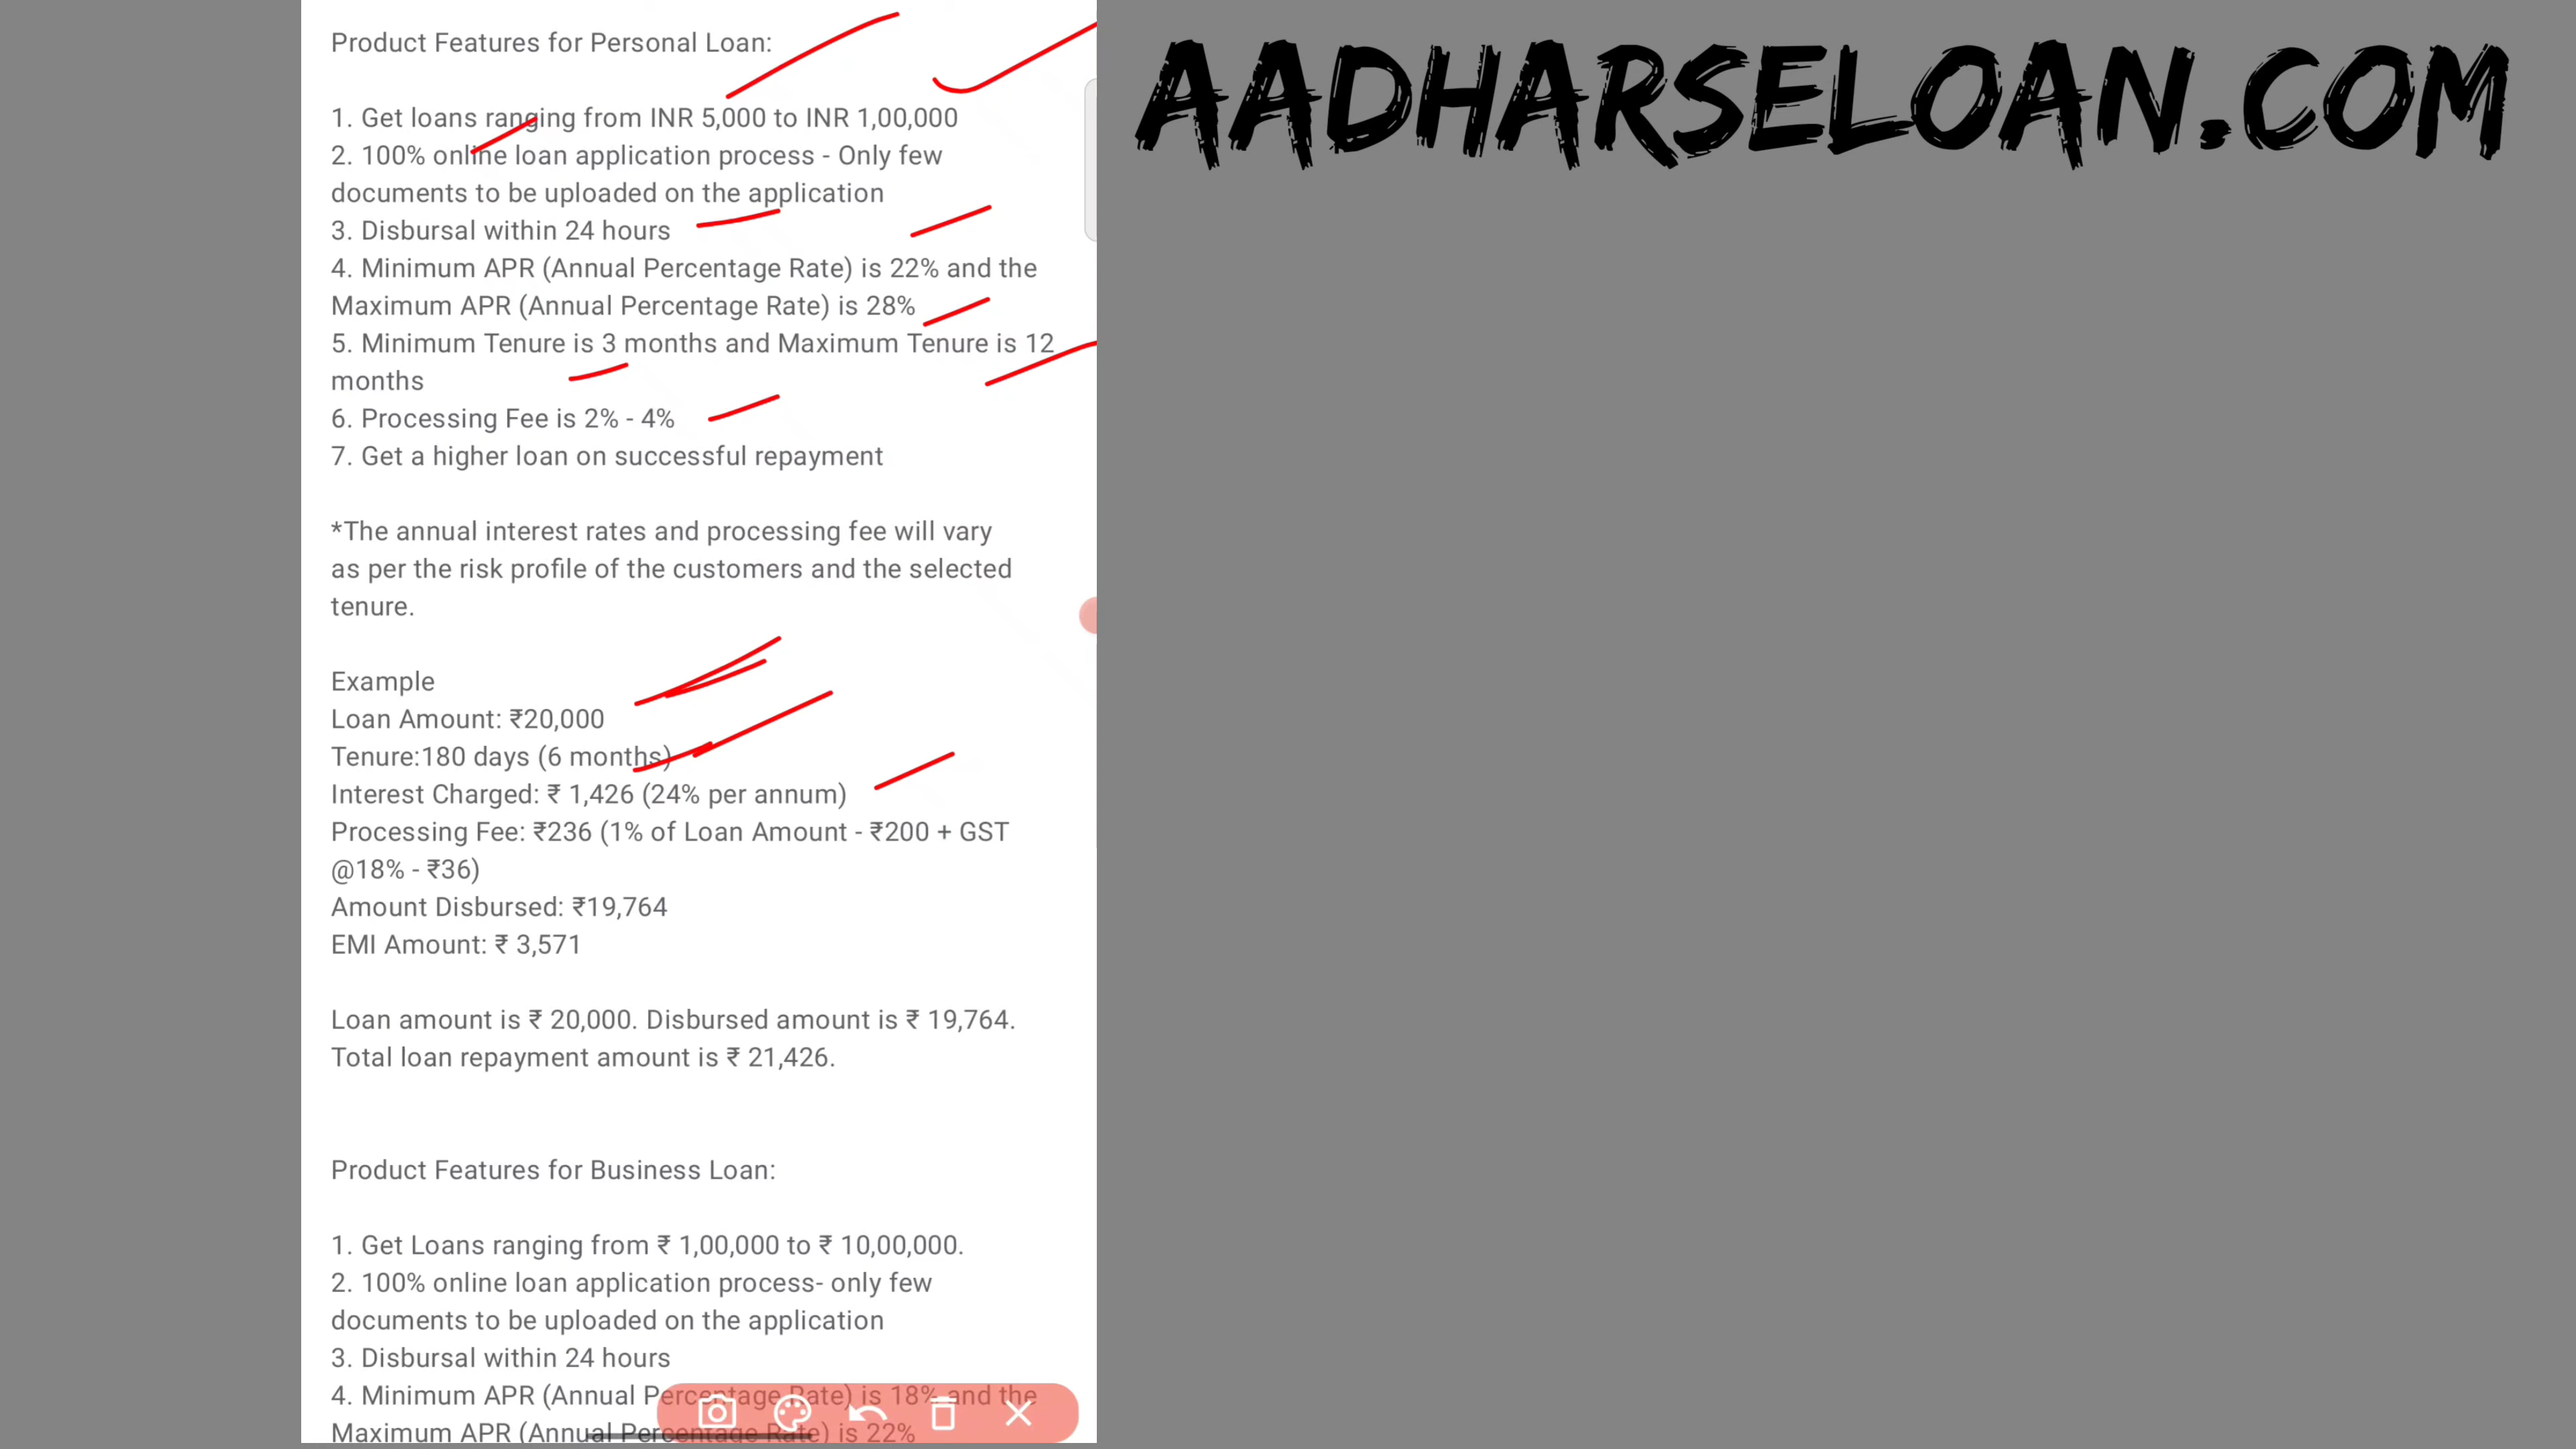 Product Features for Personal Loan:
1. Get loans ranging from INR 5,000 to INR 1,00,000
2. 100% online loan application process - Only few
documents to be uploaded on the application
3. Disbursal within 24 hours
4. Minimum APR (Annual Percentage Rate) is 22% and the
Maximum APR (Annual Percentage Rate) is 28%
5. Minimum Tenure is 3 months and Maximum Tenure is 12
months
6. Processing Fee is 2% - 4%
7. Get a higher loan on successful repayment
*The annual interest rates and processing fee will vary
as per the risk profile of the customers and the selected
tenure.
Example
Loan Amount: ₹20,000
Tenure:180 days (6 months)
Interest Charged: ₹ 1,426 (24% per annum)
Processing Fee: ₹236 (1% of Loan Amount - ₹200 + GST
@18% - ₹36)
Amount Disbursed: ₹19,764
EMI Amount: ₹ 3,571
Loan amount is ₹ 20,000. Disbursed amount is ₹ 19,764.
Total loan repayment amount is ₹ 21,426.
Product Features for Business Loan:
1. Get Loans ranging from ₹ 1,00,000 to ₹ 10,00,000.
2. 100% online loan application process- only few
documents to be uploaded on the application
3. Disbursal within 24 hours
4. Minimum APR (Annual Percentage Rate) is 18% and the
Maximum APR (Annual Percentage Rate) is 22%
AADHARSELOAN.COM